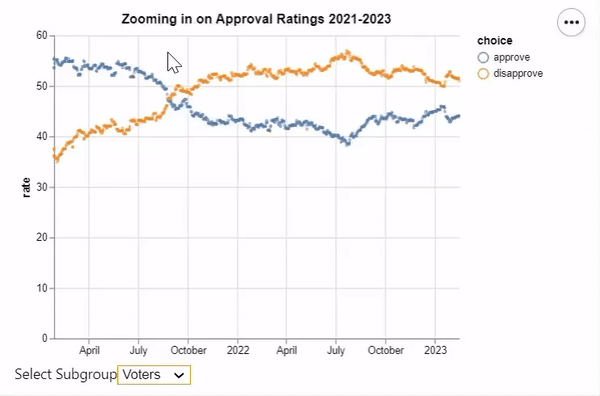 Zooming in on Approval Ratings 2021-2023
choice
approve
disapprove
60
50
40
30
20
10
0
rate
April July October 2022 April July October 2023
Select Subgroup Voters